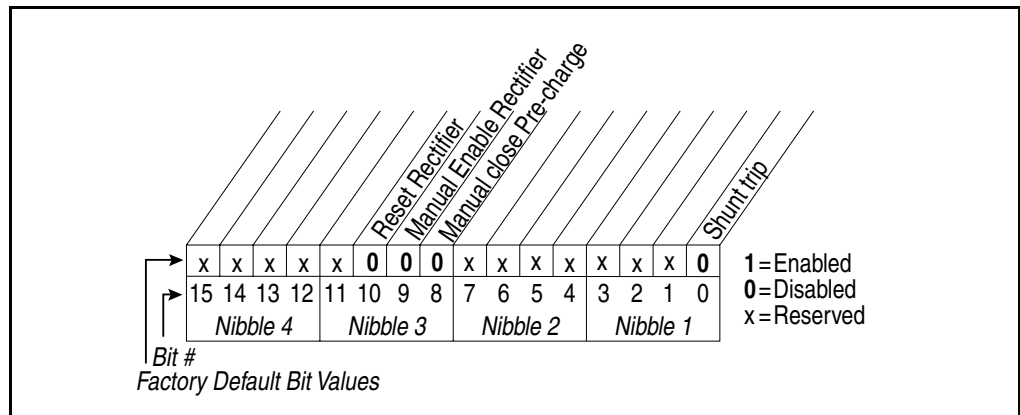 Reset Rectifier
Manual Enable Rectifier
Manual close Pre-charge
Shunt trip
x x x x x 0 0 0 x x x x x x x 0
15 14 13 12 11 10 9 8 7 6 5 4 3 2 1 0
Nibble 4 Nibble 3 Nibble 2 Nibble 1
1=Enabled
0=Disabled
x=Reserved
Bit #
Factory Default Bit Values